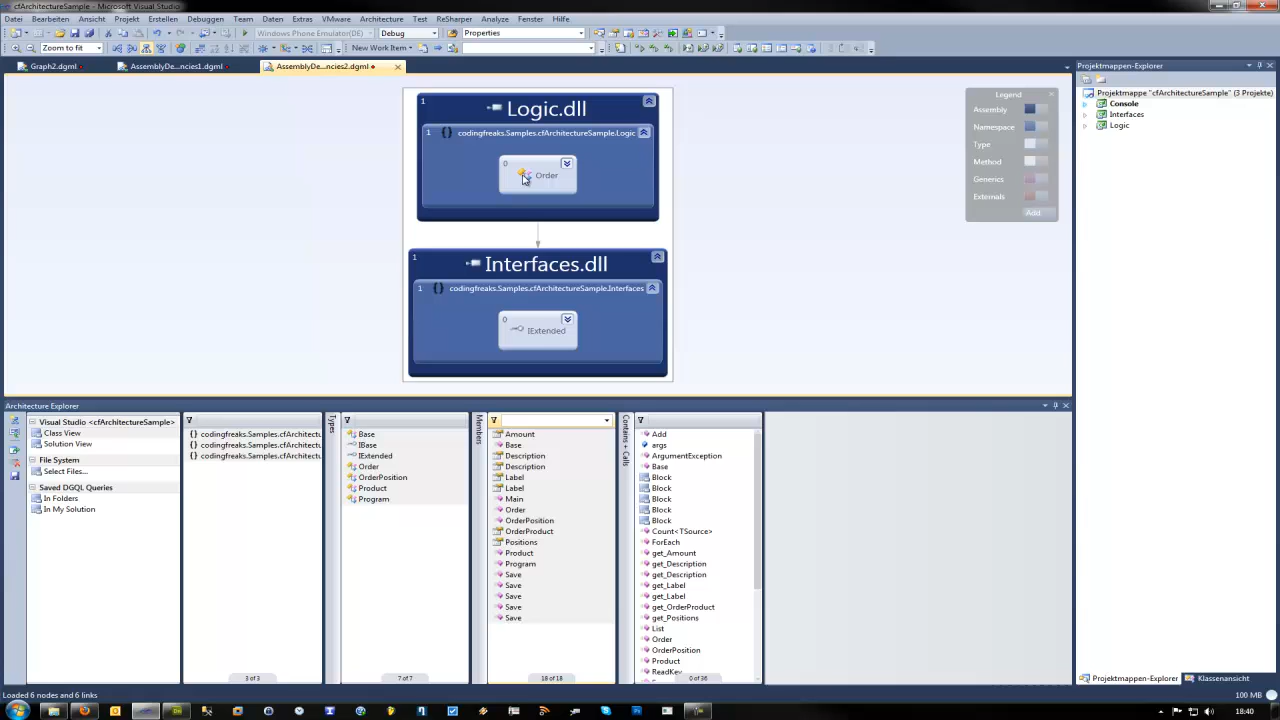 cfArchitectureSample - Microsoft Visual Studio
Datei Bearbeiten Ansicht Projekt Erstellen Debuggen Team Daten Extras VMware Architecture Test ReSharper Analyze Fenster Hilfe
Windows Phone Emulator(DE) Debug Properties
Zoom to fit New Work Item
Graph2.dgml AssemblyDe...ncies1.dgml AssemblyDe...ncies2.dgml
Projektmappen-Explorer
Projektmappe "cfArchitectureSample" (3 Projekte)
Console
Interfaces
Logic
1 Logic.dll
1 {} codingfreaks.Samples.cfArchitectureSample.Logic
0 Order
1 Interfaces.dll
1 {} codingfreaks.Samples.cfArchitectureSample.Interfaces
0 IExtended
Legend
Assembly
Namespace
Type
Method
Generics
Externals
Add
Architecture Explorer
Visual Studio <cfArchitectureSample>
Class View
Solution View
File System
Select Files...
Saved DGQL Queries
In Folders
In My Solution
{} codingfreaks.Samples.cfArchitectu
{} codingfreaks.Samples.cfArchitectu
{} codingfreaks.Samples.cfArchitectu
3 of 3
Types
Base
IBase
IExtended
Order
OrderPosition
Product
Program
7 of 7
Members
Amount
Base
Description
Description
Label
Label
Main
Order
OrderPosition
OrderProduct
Positions
Product
Program
Save
Save
Save
Save
Save
18 of 18
Contains + Calls
Add
args
ArgumentException
Base
Block
Block
Block
Block
Block
Count<TSource>
ForEach
get_Amount
get_Description
get_Description
get_Label
get_Label
get_OrderProduct
get_Positions
List
Order
OrderPosition
Product
ReadKey
0 of 36
Projektmappen-Explorer Klassenansicht
Loaded 6 nodes and 6 links
100 MB
18:40